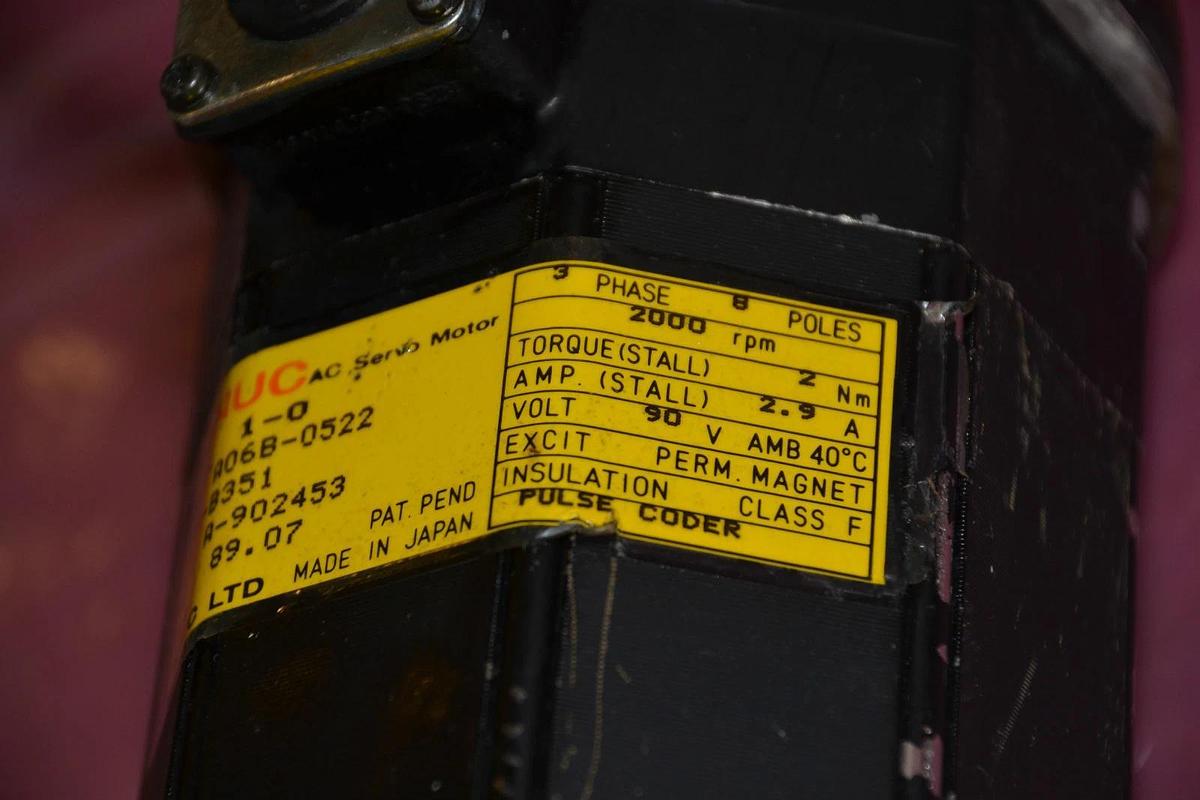 NUC AC Servo Motor
1-0
A06B-0522
-B351
A-902453
89.07 PAT. PEND
MADE IN JAPAN
C LTD
3 PHASE 8 POLES
2000 rpm
TORQUE(STALL) 2 Nm
AMP. (STALL) 2.9 A
VOLT 90 V AMB 40°C
EXCIT PERM. MAGNET
INSULATION CLASS F
PULSE CODER